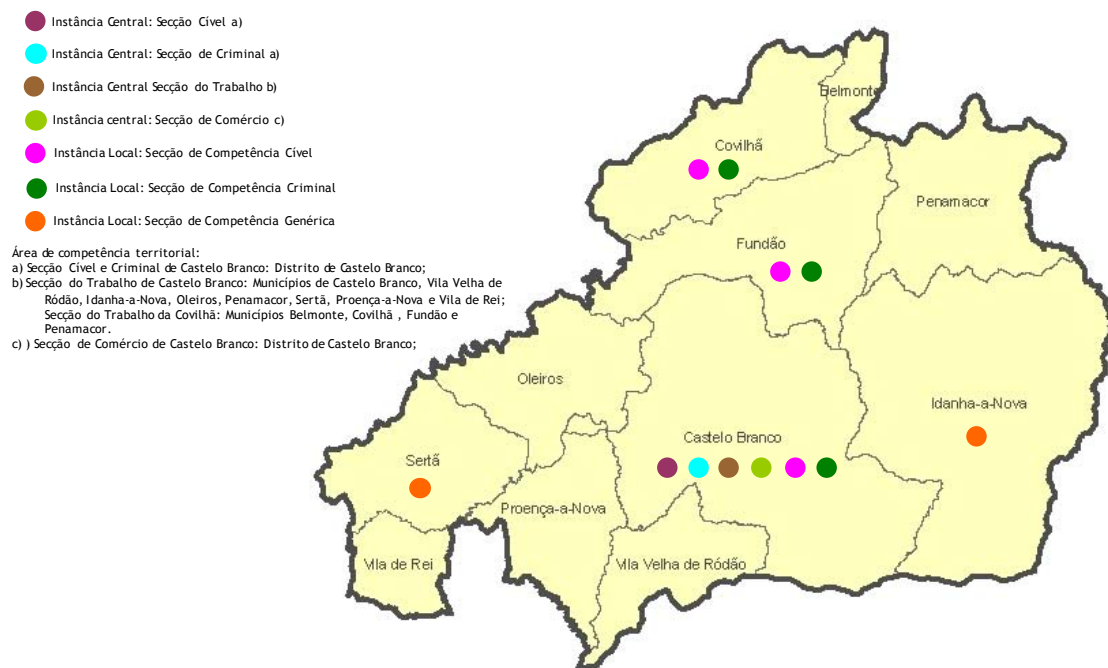 Instância Central: Secção Cível a)
Instância Central: Secção de Criminal a)
Instância Central Secção do Trabalho b)
Instância central: Secção de Comércio c)
Instância Local: Secção de Competência Cível
Instância Local: Secção de Competência Criminal
Instância Local: Secção de Competência Genérica
Área de competência territorial:
a) Secção Cível e Criminal de Castelo Branco: Distrito de Castelo Branco;
b) Secção do Trabalho de Castelo Branco: Municípios de Castelo Branco, Vila Velha de
Ródão, Idanha-a-Nova, Oleiros, Penamacor, Sertã, Proença-a-Nova e Vila de Rei;
Secção do Trabalho da Covilhã: Municípios Belmonte, Covilhã , Fundão e
Penamacor.
c) ) Secção de Comércio de Castelo Branco: Distrito de Castelo Branco;
Belmonte
Covilhã
Penamacor
Fundão
Oleiros
Idanha-a-Nova
Castelo Branco
Sertã
Proença-a-Nova
Vila de Rei
Vila Velha de Ródão